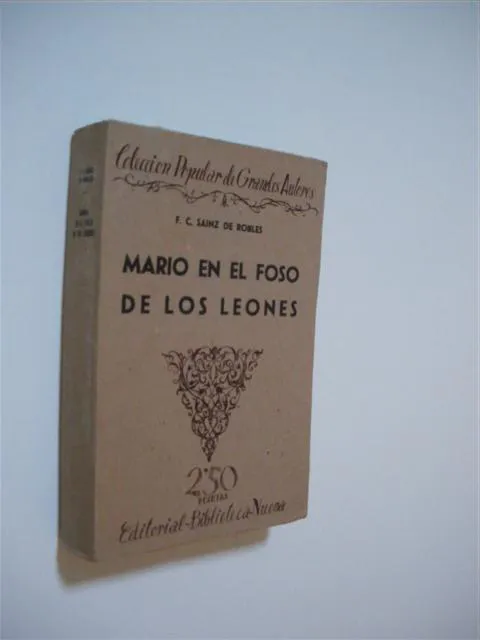 Colección Popular de Grandes Autores
F. C. SAINZ DE ROBLES
MARIO EN EL FOSO
DE LOS LEONES
2'50
PESETAS
Editorial-Biblioteca-Nueva